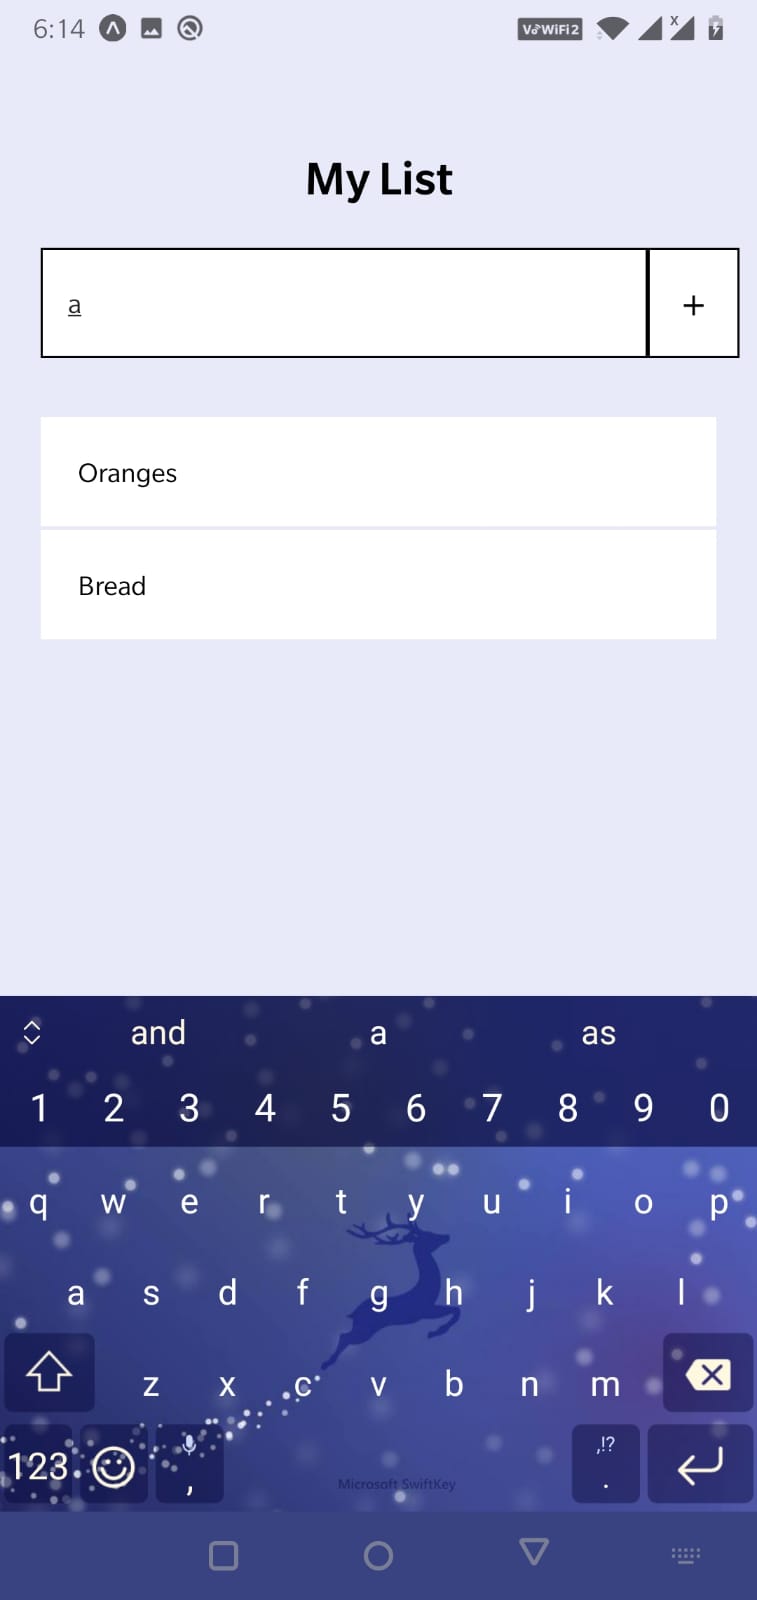 6:14 VoWiFi2 x
My List
a +
Oranges
Bread
and a as
1 2 3 4 5 6 7 8 9 0
q w e r t y u i o p
a s d f g h j k l
z x c v b n m
123 , ,!? .
Microsoft SwiftKey